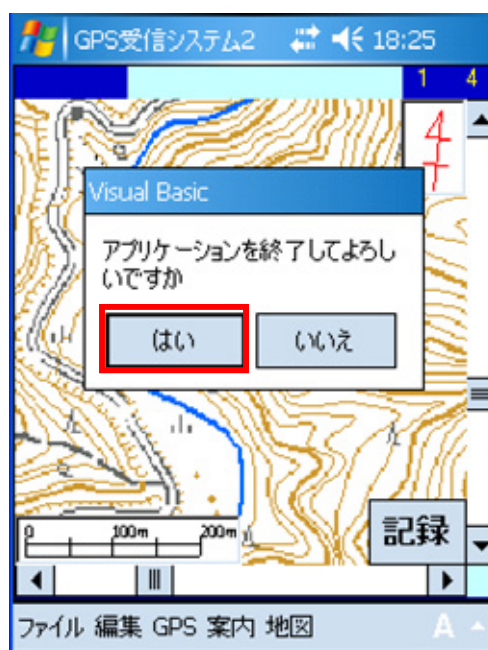 GPS受信システム2 18:25
1 4
Visual Basic
アプリケーションを終了してよろし
いですか
はい いいえ
0 100m 200m
記録
ファイル 編集 GPS 案内 地図 A